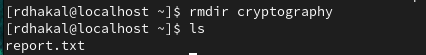 [rdhakal@localhost ~]$ rmdir cryptography
[rdhakal@localhost ~]$ ls
report.txt